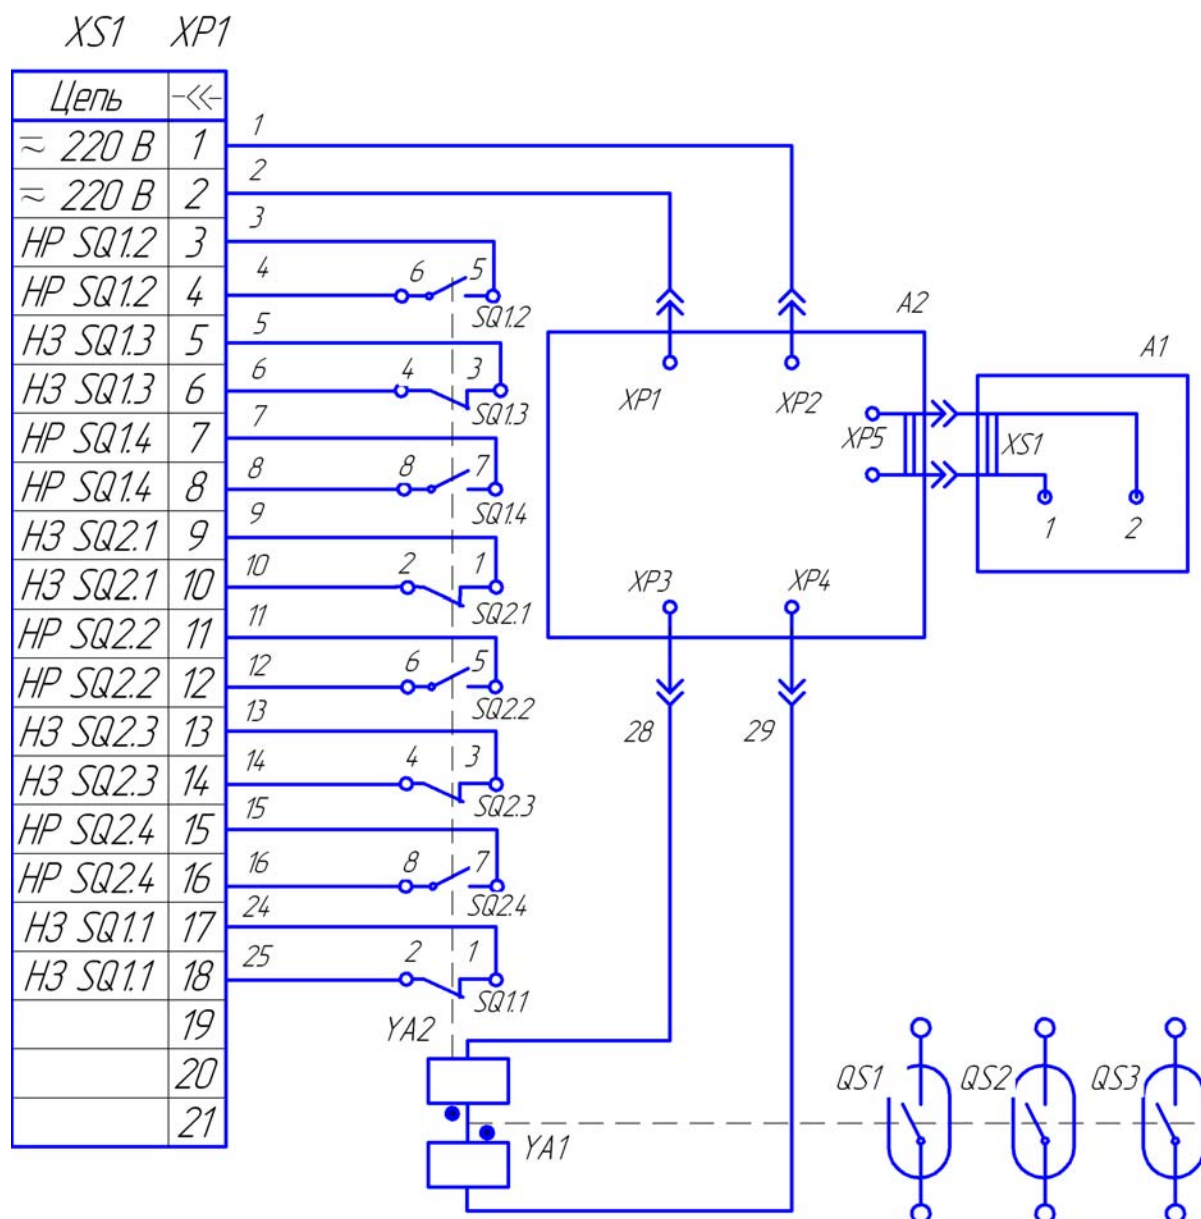 XS1 XP1
Цепь
≂ 220 В 1
≂ 220 В 2
НР SQ1.2 3
НР SQ1.2 4
НЗ SQ1.3 5
НЗ SQ1.3 6
НР SQ1.4 7
НР SQ1.4 8
НЗ SQ2.1 9
НЗ SQ2.1 10
НР SQ2.2 11
НР SQ2.2 12
НЗ SQ2.3 13
НЗ SQ2.3 14
НР SQ2.4 15
НР SQ2.4 16
НЗ SQ1.1 17
НЗ SQ1.1 18
19
20
21
1
2
3
4 6 5
SQ1.2
5
6 4 3
SQ1.3
7
8 8 7
SQ1.4
9
10 2 1
SQ2.1
11
12 6 5
SQ2.2
13
14 4 3
SQ2.3
15
16 8 7
SQ2.4
24
25 2 1
SQ1.1
A2
A1
XP1 XP2
XP5 XS1
1 2
XP3 XP4
28 29
YA2
YA1
QS1 QS2 QS3